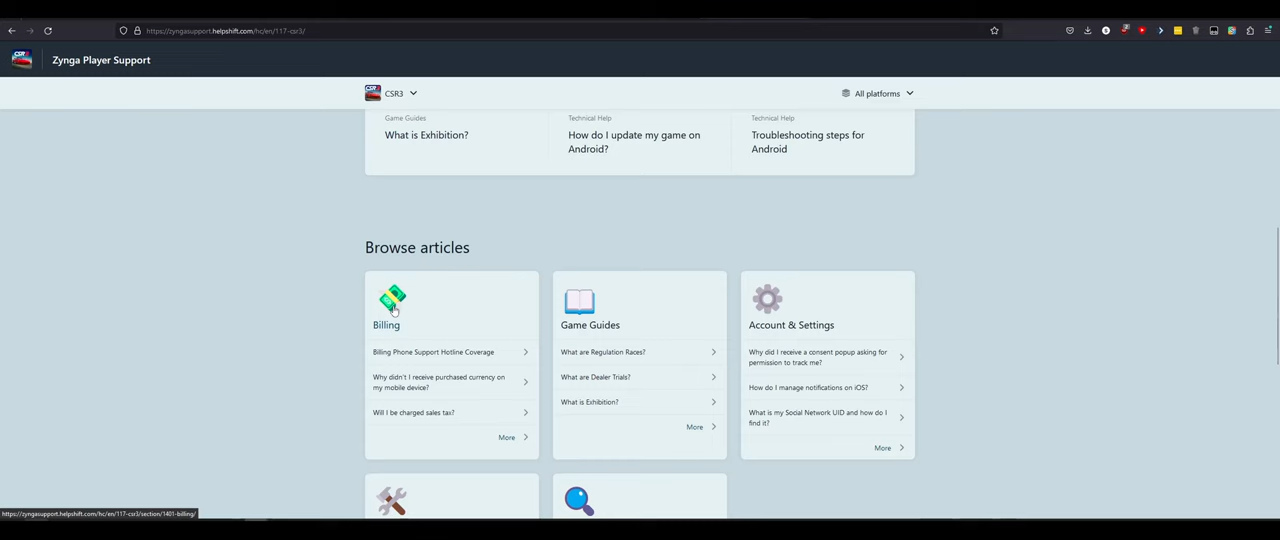 https://zyngasupport.helpshift.com/hc/en/117-csr3/
Zynga Player Support
CSR3
All platforms
Game Guides
What is Exhibition?
Technical Help
How do I update my game on
Android?
Technical Help
Troubleshooting steps for
Android
Browse articles
Billing
Billing Phone Support Hotline Coverage
Why didn't I receive purchased currency on
my mobile device?
Will I be charged sales tax?
More
Game Guides
What are Regulation Races?
What are Dealer Trials?
What is Exhibition?
More
Account & Settings
Why did I receive a consent popup asking for
permission to track me?
How do I manage notifications on iOS?
What is my Social Network UID and how do I
find it?
More
https://zyngasupport.helpshift.com/hc/en/117-csr3/section/1401-billing/